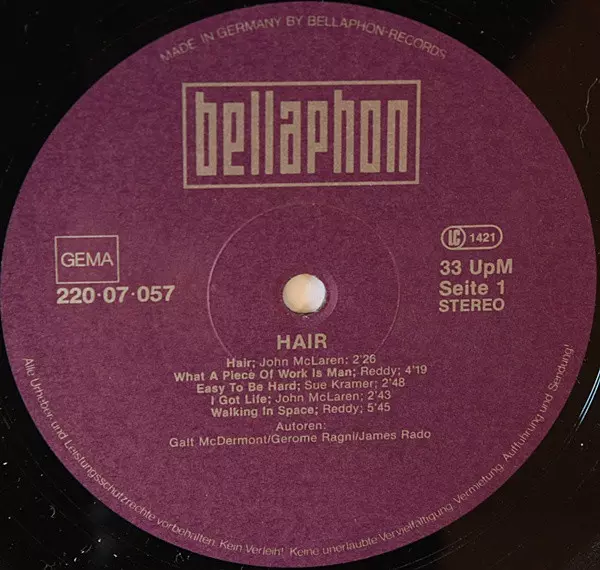 MADE IN GERMANY BY BELLAPHON-RECORDS
bellaphon
GEMA
220·07·057
LC 1421
33 UpM
Seite 1
STEREO
HAIR
Hair; John McLaren; 2'26
What A Piece Of Work Is Man; Reddy; 4'19
Easy To Be Hard; Sue Kramer; 2'48
I Got Life; John McLaren; 2'43
Walking In Space; Reddy; 5'45
Autoren:
Galt McDermont/Gerome Ragni/James Rado
Alle Urheber- und Leistungsschutzrechte vorbehalten. Kein Verleih! Keine unerlaubte Vervielfältigung, Vermietung, Aufführung und Sendung!